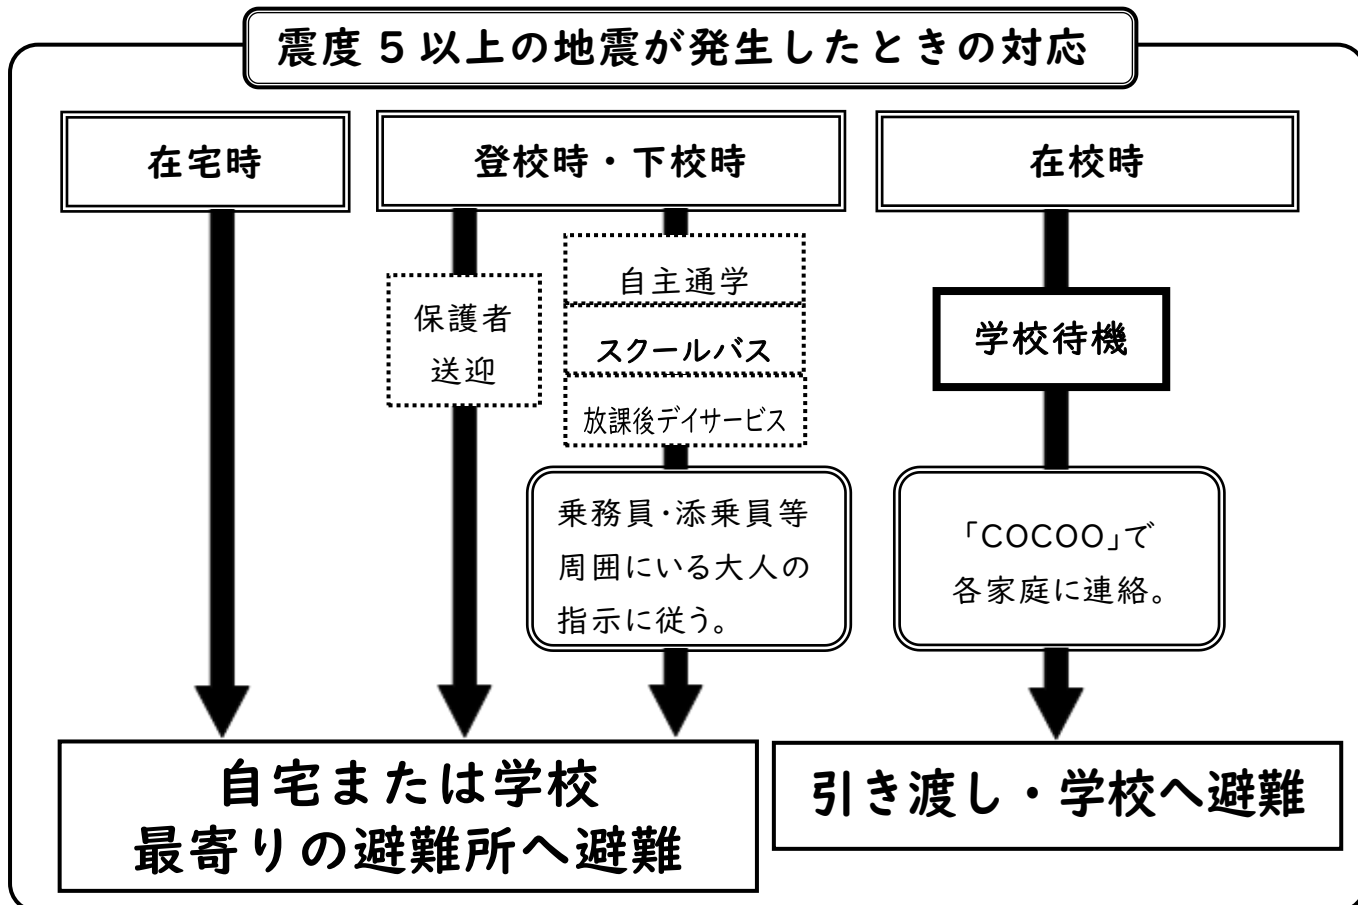 震度5以上の地震が発生したときの対応
在宅時
登校時・下校時
在校時
保護者
送迎
自主通学
スクールバス
放課後デイサービス
学校待機
乗務員・添乗員等
周囲にいる大人の
指示に従う。
「COCOO」で
各家庭に連絡。
自宅または学校
最寄りの避難所へ避難
引き渡し・学校へ避難